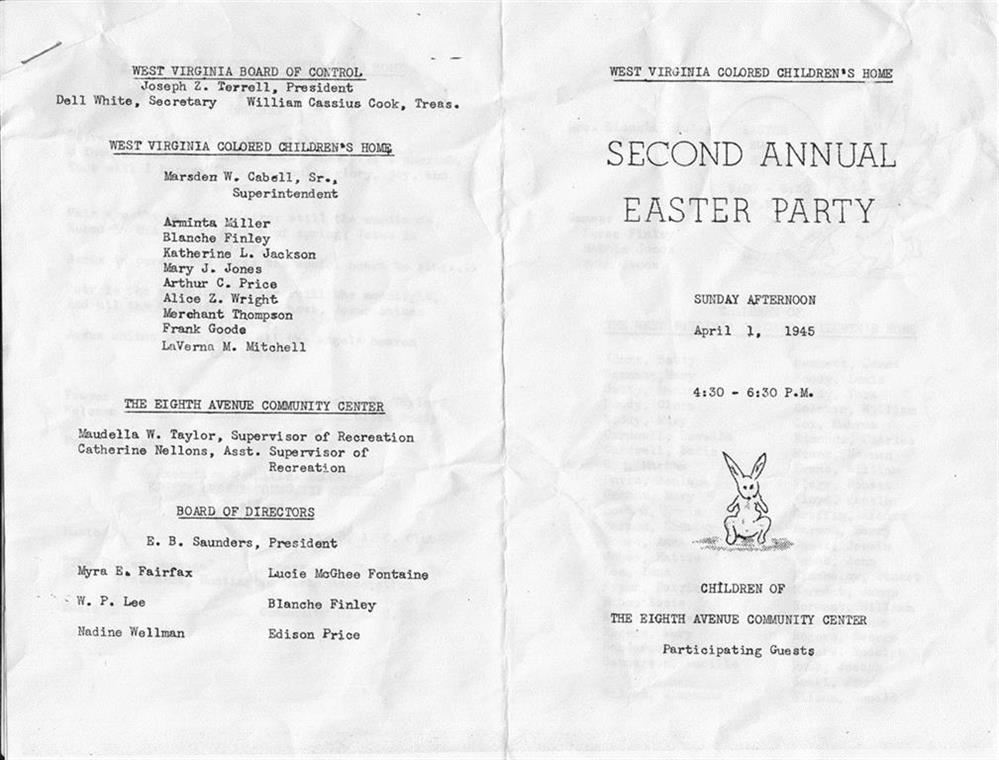 WEST VIRGINIA BOARD OF CONTROL
Joseph Z. Terrell, President
Dell White, Secretary William Cassius Cook, Treas.
WEST VIRGINIA COLORED CHILDREN'S HOME
Marsden W. Cabell, Sr.,
Superintendent
Arminta Miller
Blanche Finley
Katherine L. Jackson
Mary J. Jones
Arthur C. Price
Alice Z. Wright
Merchant Thompson
Frank Goode
LaVerna M. Mitchell
THE EIGHTH AVENUE COMMUNITY CENTER
Maudella W. Taylor, Supervisor of Recreation
Catherine Nellons, Asst. Supervisor of
Recreation
BOARD OF DIRECTORS
E. B. Saunders, President
Myra E. Fairfax Lucie McGhee Fontaine
W. P. Lee Blanche Finley
Nadine Wellman Edison Price
WEST VIRGINIA COLORED CHILDREN'S HOME
SECOND ANNUAL
EASTER PARTY
SUNDAY AFTERNOON
April 1, 1945
4:30 - 6:30 P.M.
CHILDREN OF
THE EIGHTH AVENUE COMMUNITY CENTER
Participating Guests